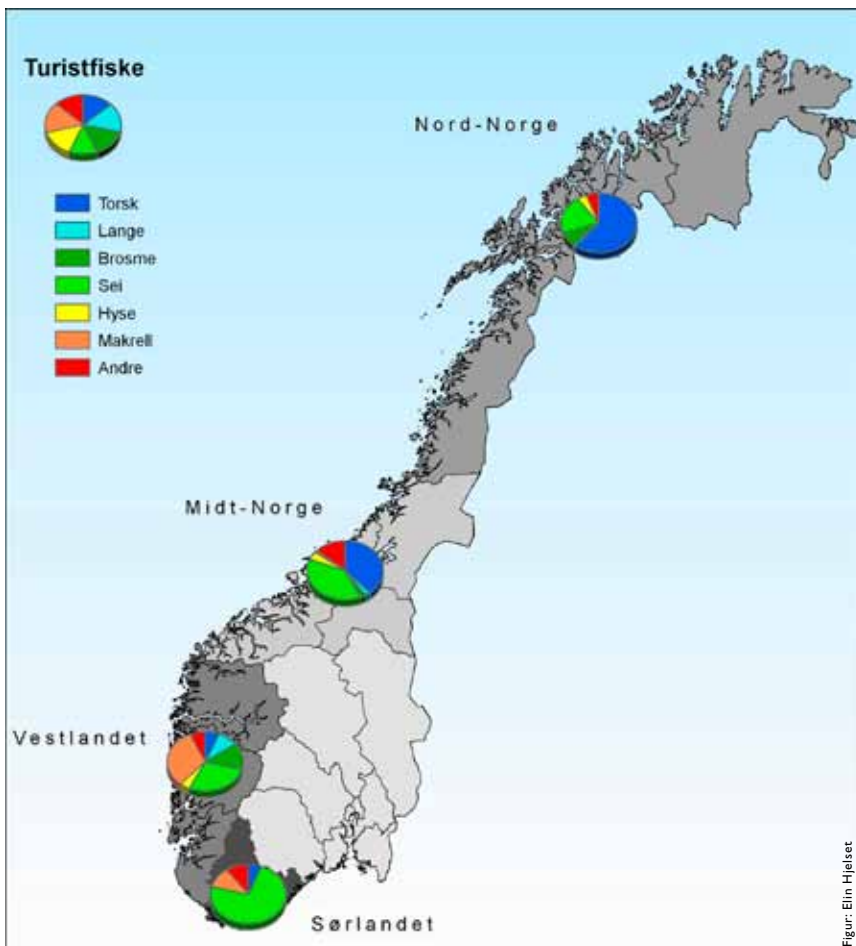 Turistfiske
Torsk
Lange
Brosme
Sei
Hyse
Makrell
Andre
Nord-Norge
Midt-Norge
Vestlandet
Sørlandet
Figur: Elin Hjelset